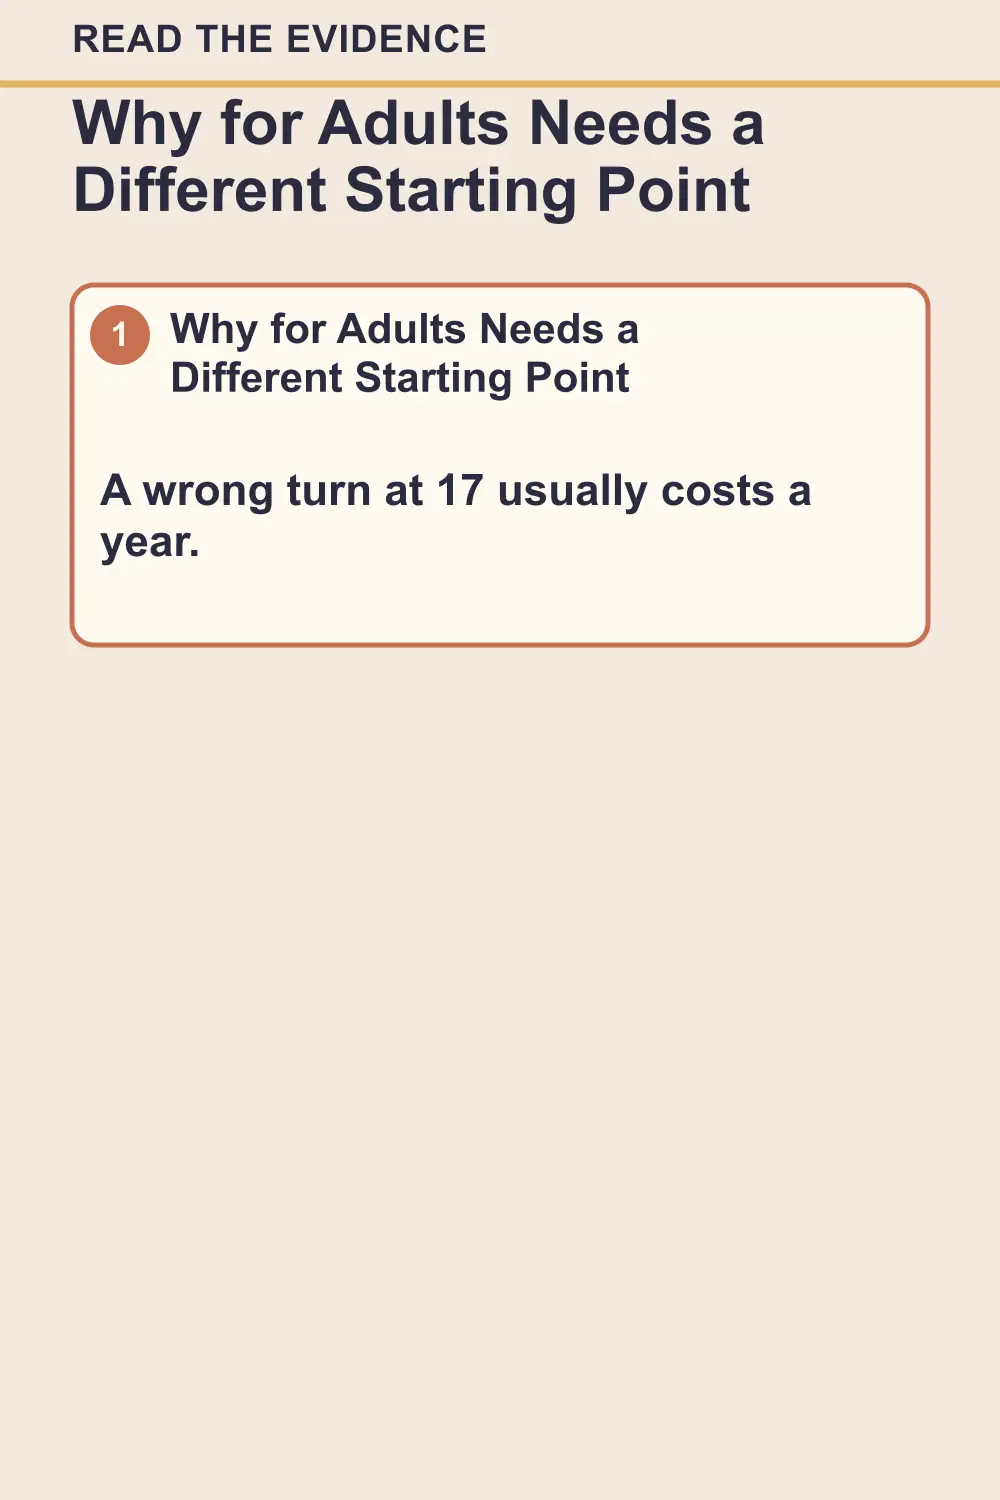 READ THE EVIDENCE
Why for Adults Needs a
Different Starting Point
1
Why for Adults Needs a
Different Starting Point
A wrong turn at 17 usually costs a
year.